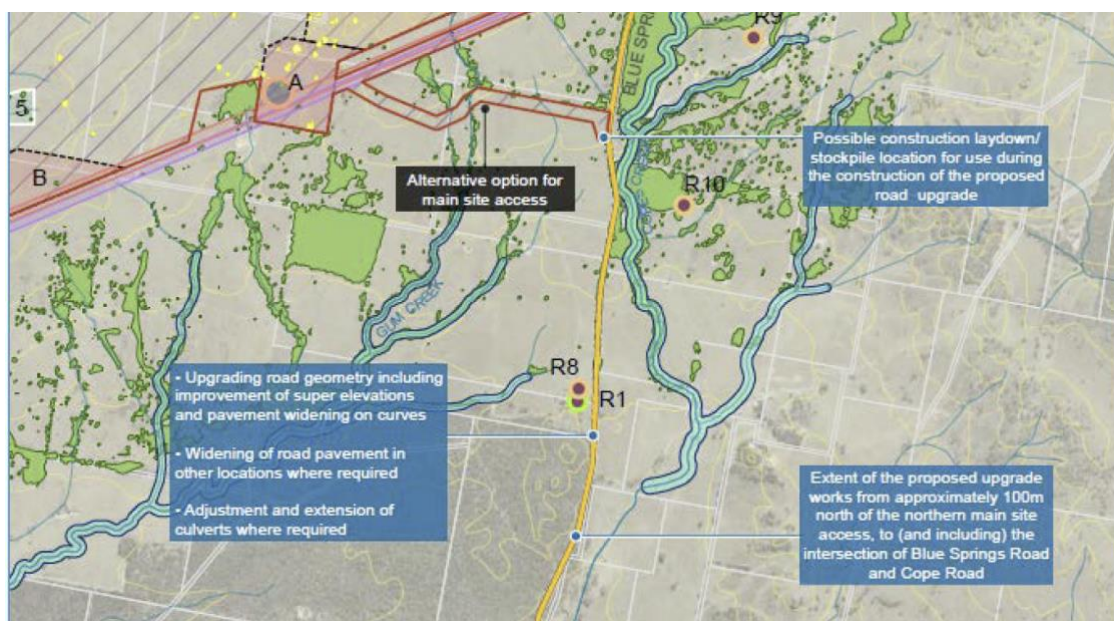 R9
A
BLUE SPRIN
5
Possible construction laydown/
stockpile location for use during
the construction of the proposed
road upgrade
B
Alternative option for
main site access
R10
CREEK
GUM CREEK
- Upgrading road geometry including
improvement of super elevations
and pavement widening on curves
- Widening of road pavement in
other locations where required
- Adjustment and extension of
culverts where required
R8
R1
Extent of the proposed upgrade
works from approximately 100m
north of the northern main site
access, to (and including) the
intersection of Blue Springs Road
and Cope Road